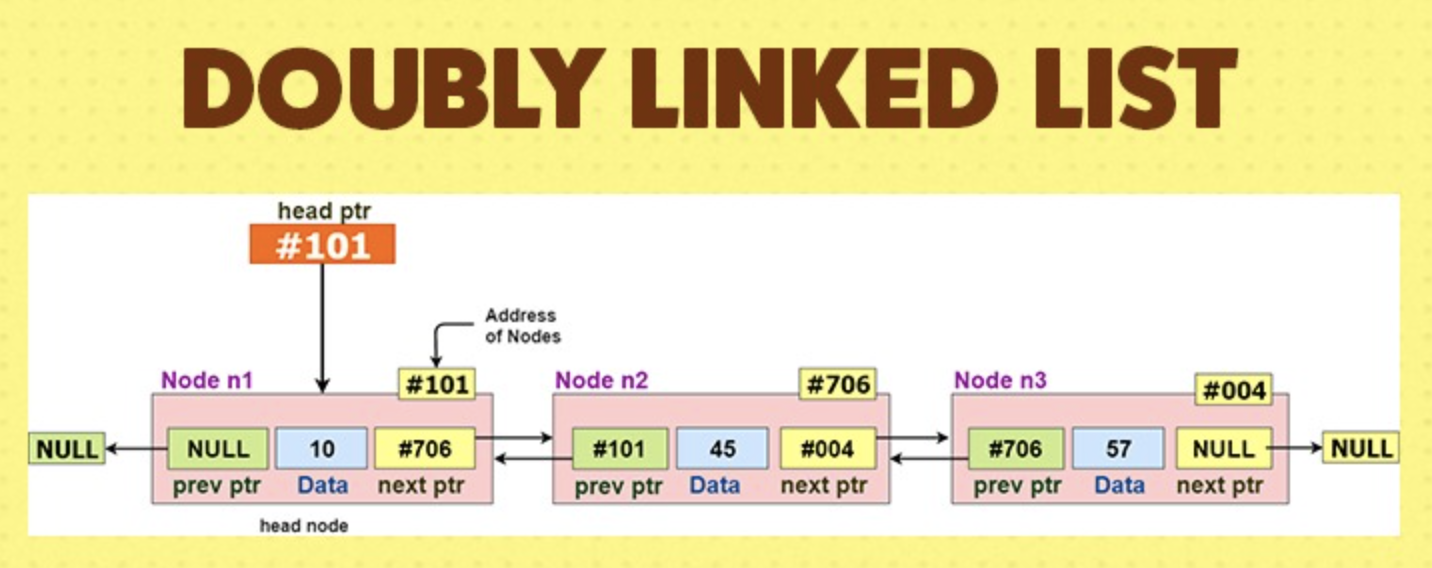 DOUBLY LINKED LIST
head ptr
#101
Address
of Nodes
Node n1
#101
Node n2
#706
Node n3
#004
NULL
NULL
10
#706
#101
45
#004
#706
57
NULL
NULL
prev ptr
Data
next ptr
prev ptr
Data
next ptr
prev ptr
Data
next ptr
head node